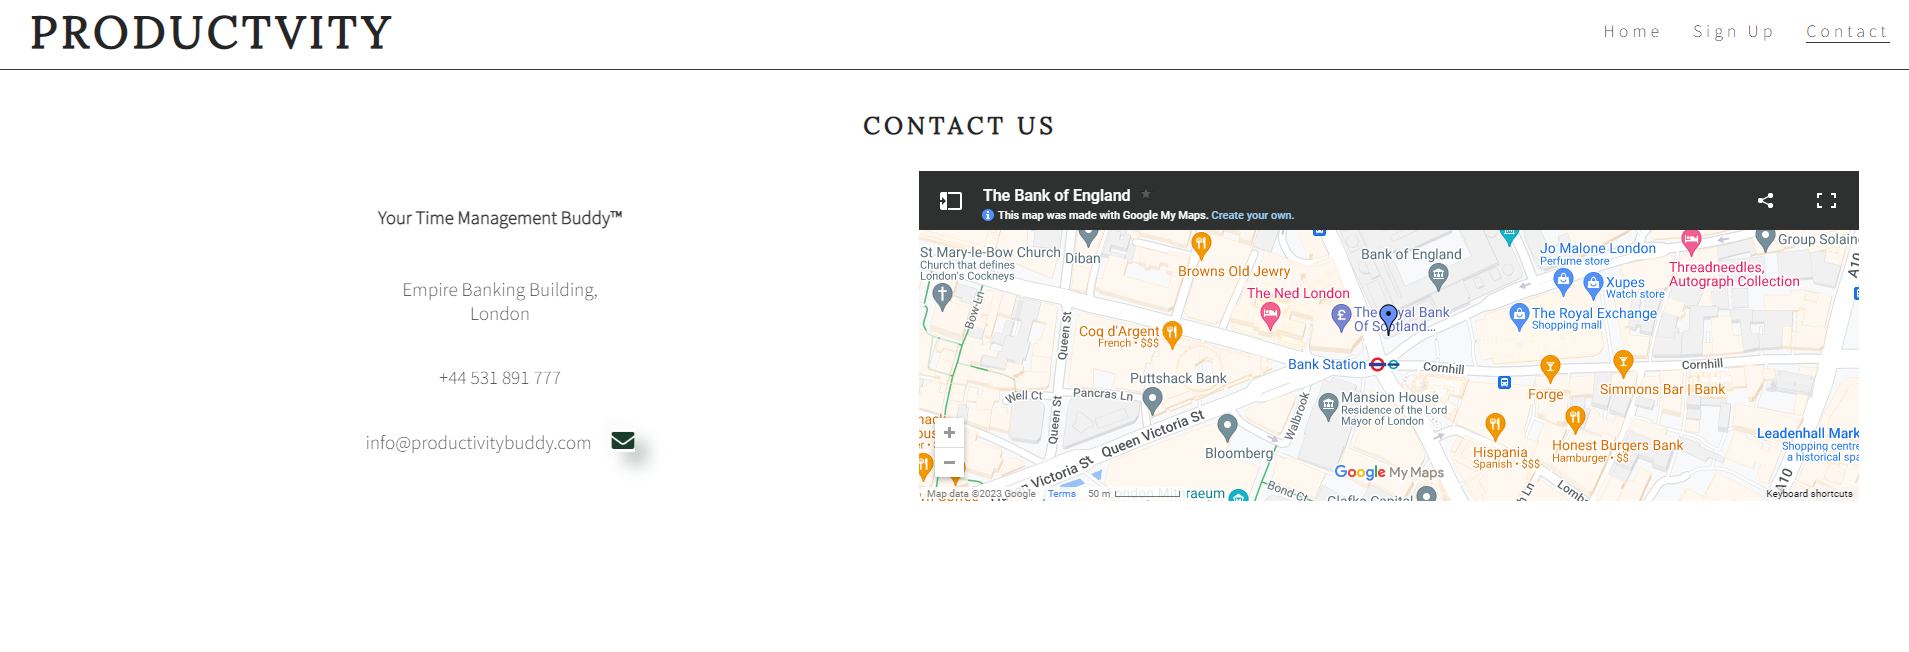 PRODUCTVITY
Home
Sign Up
Contact
CONTACT US
Your Time Management Buddy™
Empire Banking Building,
London
+44 531 891 777
info@productivitybuddy.com
The Bank of England
This map was made with Google My Maps. Create your own.
St Mary-le-Bow Church
Church that defines
London's Cockneys
Diban
Browns Old Jewry
Bank of England
Jo Malone London
Perfume store
Threadneedles,
Autograph Collection
Group Solain
A10
Xupes
Watch store
The Ned London
The Royal Bank
Of Scotland...
The Royal Exchange
Shopping mall
Bow Ln
Queen St
Coq d'Argent
French • $$$
Bank Station
Cornhill
Cornhill
Puttshack Bank
Well Ct
Pancras Ln
Queen St
Mansion House
Residence of the Lord
Mayor of London
Walbrook
Forge
Simmons Bar | Bank
Queen Victoria St
Bloomberg
Hispania
Spanish • $$$
Honest Burgers Bank
Hamburger • $$
Leadenhall Mark
Shopping centre
a historical spa
Victoria St
Google My Maps
A10
Bond Ct
Lomb
Map data ©2023 Google
Terms
50 m
raeum
Keyboard shortcuts